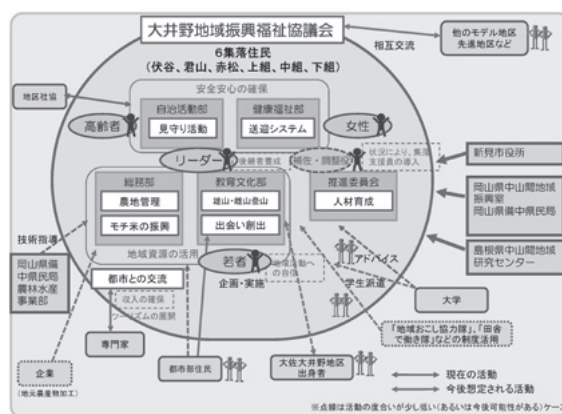 大井野地域振興福祉協議会
6集落住民
(伏谷、君山、赤松、上組、中組、下組)
相互交流
他のモデル地区
先進地区など
地区社協
安全安心の確保
自治活動部
見守り活動
健康福祉部
送迎システム
高齢者
女性
リーダー
後継者養成
補佐・調整役
状況により、集落
支援員の導入
新見市役所
総務部
農地管理
モチ米の振興
教育文化部
雄山・雌山登山
出会い創出
推進委員会
人材育成
岡山県中山間地域
振興室
岡山県備中県民局
技術指導
地域資源の活用
島根県中山間地域
研究センター
岡山県備
中県民局
農林水産
事業部
若者
地域活動への
アドバイス
都市との交流
企画・実施
収入の確保
ツーリズムの展開
学生派遣
大学
専門家
「地域おこし協力隊」、「田舎
で働き隊」などの制度活用
企業
(地元農産物加工)
都市部住民
大佐大井野地区
出身者
現在の活動
今後想定される活動
※点線は活動の度合いが少し低い(あるいは今後可能性がある)ケース